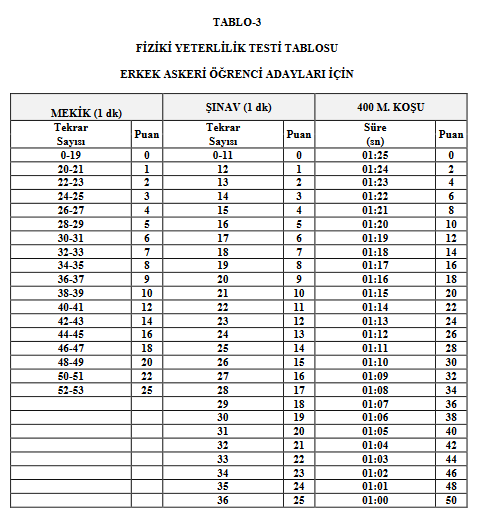 TABLO-3
FİZİKİ YETERLİLİK TESTİ TABLOSU
ERKEK ASKERİ ÖĞRENCİ ADAYLARI İÇİN
MEKİK (1 dk) ŞINAV (1 dk) 400 M. KOŞU
Tekrar Sayısı Puan Tekrar Sayısı Puan Süre (sn) Puan
0-19 0 0-11 0 01:25 0
20-21 1 12 1 01:24 2
22-23 2 13 2 01:23 4
24-25 3 14 3 01:22 6
26-27 4 15 4 01:21 8
28-29 5 16 5 01:20 10
30-31 6 17 6 01:19 12
32-33 7 18 7 01:18 14
34-35 8 19 8 01:17 16
36-37 9 20 9 01:16 18
38-39 10 21 10 01:15 20
40-41 12 22 11 01:14 22
42-43 14 23 12 01:13 24
44-45 16 24 13 01:12 26
46-47 18 25 14 01:11 28
48-49 20 26 15 01:10 30
50-51 22 27 16 01:09 32
52-53 25 28 17 01:08 34
29 18 01:07 36
30 19 01:06 38
31 20 01:05 40
32 21 01:04 42
33 22 01:03 44
34 23 01:02 46
35 24 01:01 48
36 25 01:00 50